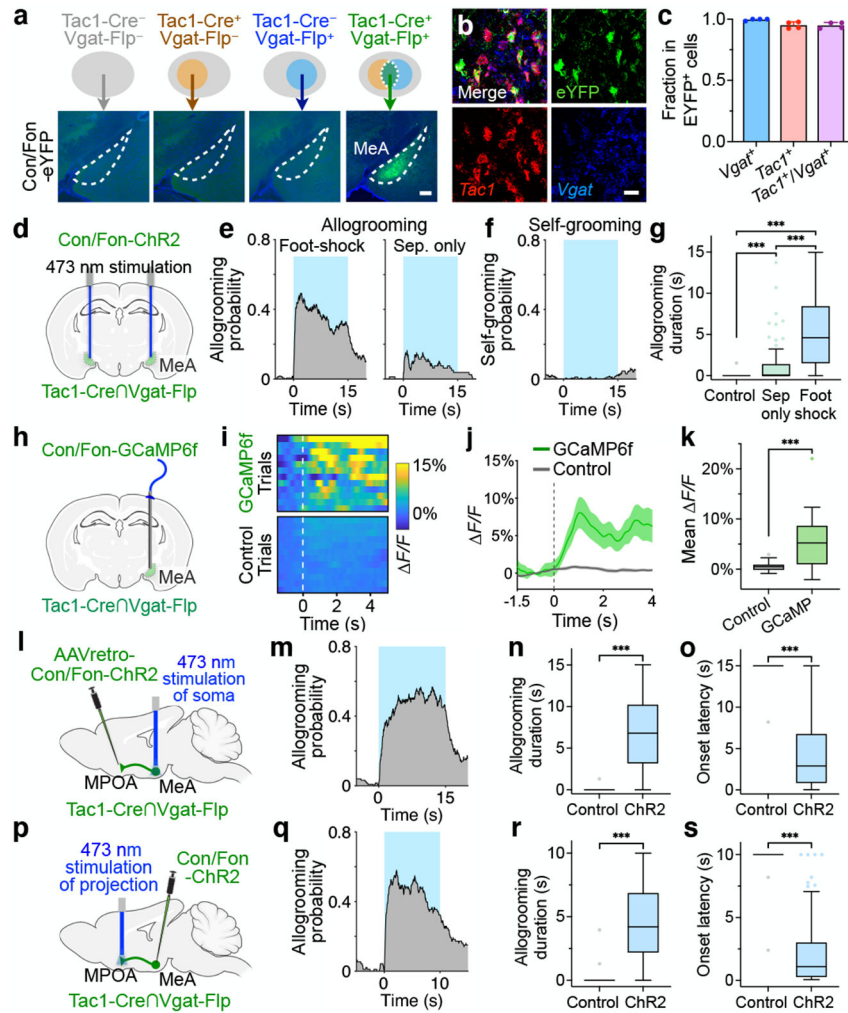 a
Tac1-Cre⁻ Tac1-Cre⁺ Tac1-Cre⁻ Tac1-Cre⁺
Vgat-Flp⁻ Vgat-Flp⁻ Vgat-Flp⁺ Vgat-Flp⁺
Con/Fon
-eYFP
MeA
b
Merge
eYFP
Tac1
Vgat
c
Fraction in
EYFP⁺ cells
1.0
0.5
0.0
Vgat⁺
Tac1⁺
Tac1⁺/Vgat⁺
d
Con/Fon-ChR2
473 nm stimulation
MeA
Tac1-Cre∩Vgat-Flp
e
Allogrooming
Foot-shock Sep. only
Allogrooming
probability
0.8
0.4
0
0 15 0 15
Time (s) Time (s)
f
Self-grooming
Self-grooming
probability
0.8
0.4
0
0 15
Time (s)
g
Allogrooming
duration (s)
*** *** ***
15
10
5
0
Control Sep Foot
only shock
h
Con/Fon-GCaMP6f
MeA
Tac1-Cre∩Vgat-Flp
i
GCaMP6f
Trials
Control
Trials
15%
0%
ΔF/F
0 2 4
Time (s)
j
GCaMP6f
Control
ΔF/F
15%
10%
5%
0
-1.5 0 2 4
Time (s)
k
Mean ΔF/F
***
20%
10%
0%
Control GCaMP
l
AAVretro-
Con/Fon-ChR2
473 nm
stimulation
of soma
MPOA MeA
Tac1-Cre∩Vgat-Flp
m
Allogrooming
probability
0.8
0.4
0
0 15
Time (s)
n
Allogrooming
duration (s)
***
15
10
5
0
Control ChR2
o
Onset latency (s)
***
15
10
5
0
Control ChR2
p
473 nm
stimulation
of projection
Con/Fon
-ChR2
MPOA MeA
Tac1-Cre∩Vgat-Flp
q
Allogrooming
probability
0.8
0.4
0
0 10
Time (s)
r
Allogrooming
duration (s)
***
10
5
0
Control ChR2
s
Onset latency (s)
***
10
5
0
Control ChR2